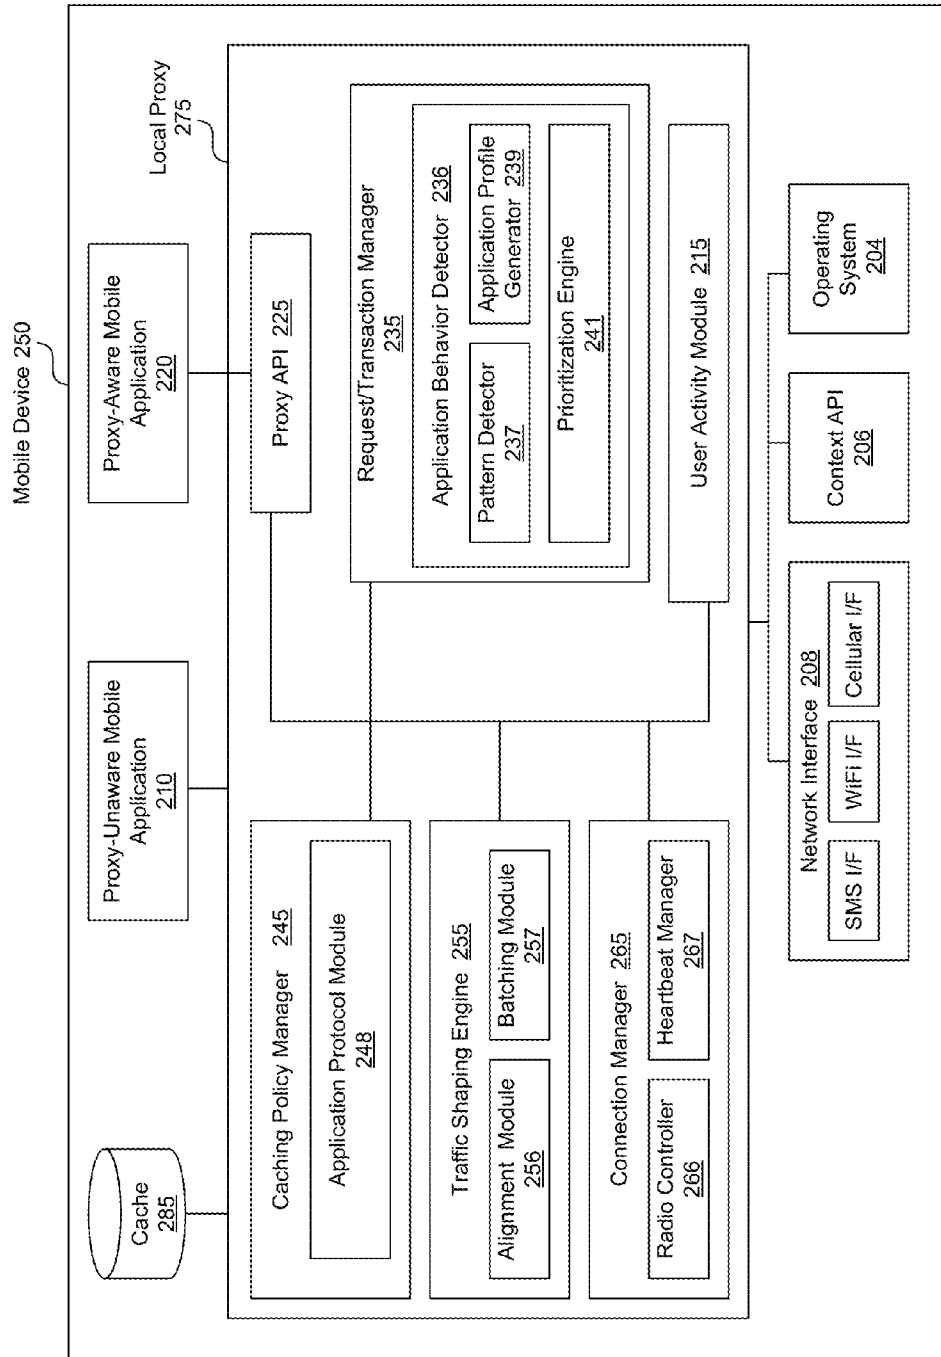 Mobile Device 250
Cache
285
Proxy-Unaware Mobile
Application
210
Proxy-Aware Mobile
Application
220
Local Proxy
275
Caching Policy Manager 245
Application Protocol Module
248
Proxy API 225
Request/Transaction Manager
235
Application Behavior Detector 236
Pattern Detector
237
Application Profile
Generator 239
Prioritization Engine
241
Traffic Shaping Engine 255
Alignment Module
256
Batching Module
257
Connection Manager 265
Radio Controller
266
Heartbeat Manager
267
User Activity Module 215
Network Interface 208
SMS I/F
WiFi I/F
Cellular I/F
Context API
206
Operating
System
204